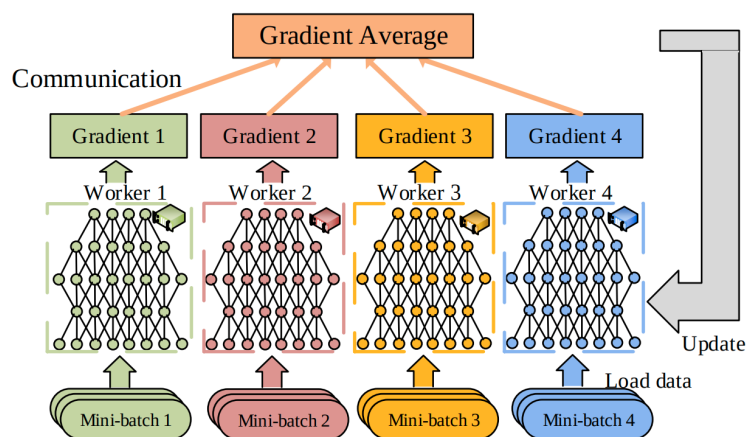 Gradient Average
Communication
Gradient 1
Gradient 2
Gradient 3
Gradient 4
Worker 1
Worker 2
Worker 3
Worker 4
Update
Load data
Mini-batch 1
Mini-batch 2
Mini-batch 3
Mini-batch 4